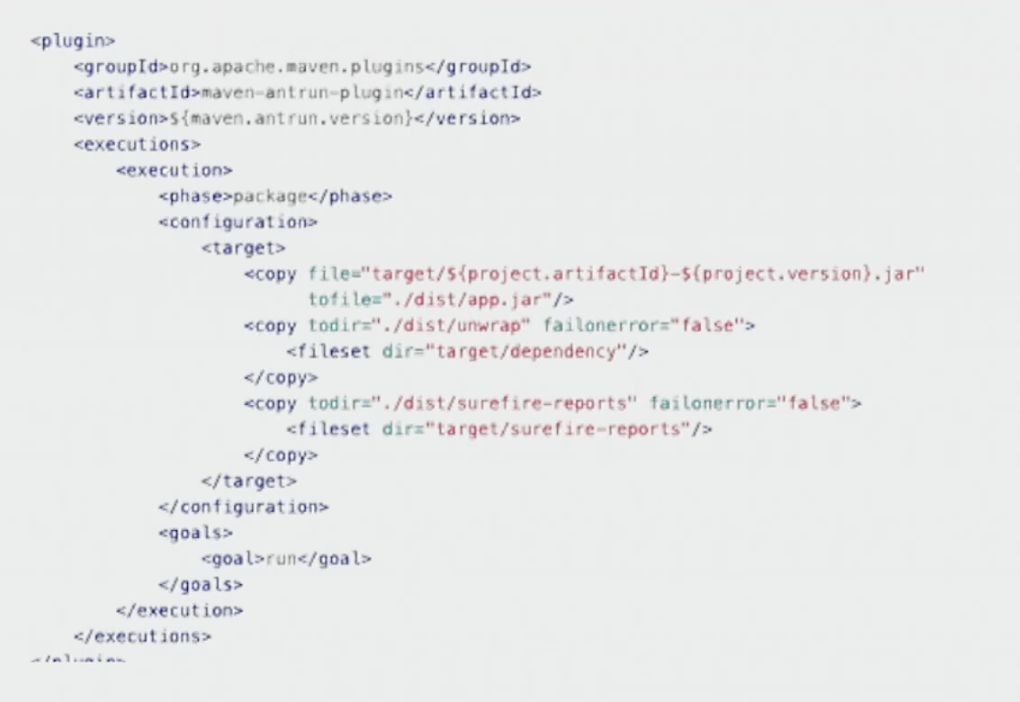 <plugin>
    <groupId>org.apache.maven.plugins</groupId>
    <artifactId>maven-antrun-plugin</artifactId>
    <version>${maven.antrun.version}</version>
    <executions>
        <execution>
            <phase>package</phase>
            <configuration>
                <target>
                    <copy file="target/${project.artifactId}-${project.version}.jar"
                          tofile="./dist/app.jar"/>
                    <copy todir="./dist/unwrap" failonerror="false">
                        <fileset dir="target/dependency"/>
                    </copy>
                    <copy todir="./dist/surefire-reports" failonerror="false">
                        <fileset dir="target/surefire-reports"/>
                    </copy>
                </target>
            </configuration>
            <goals>
                <goal>run</goal>
            </goals>
        </execution>
    </executions>
</plugin>